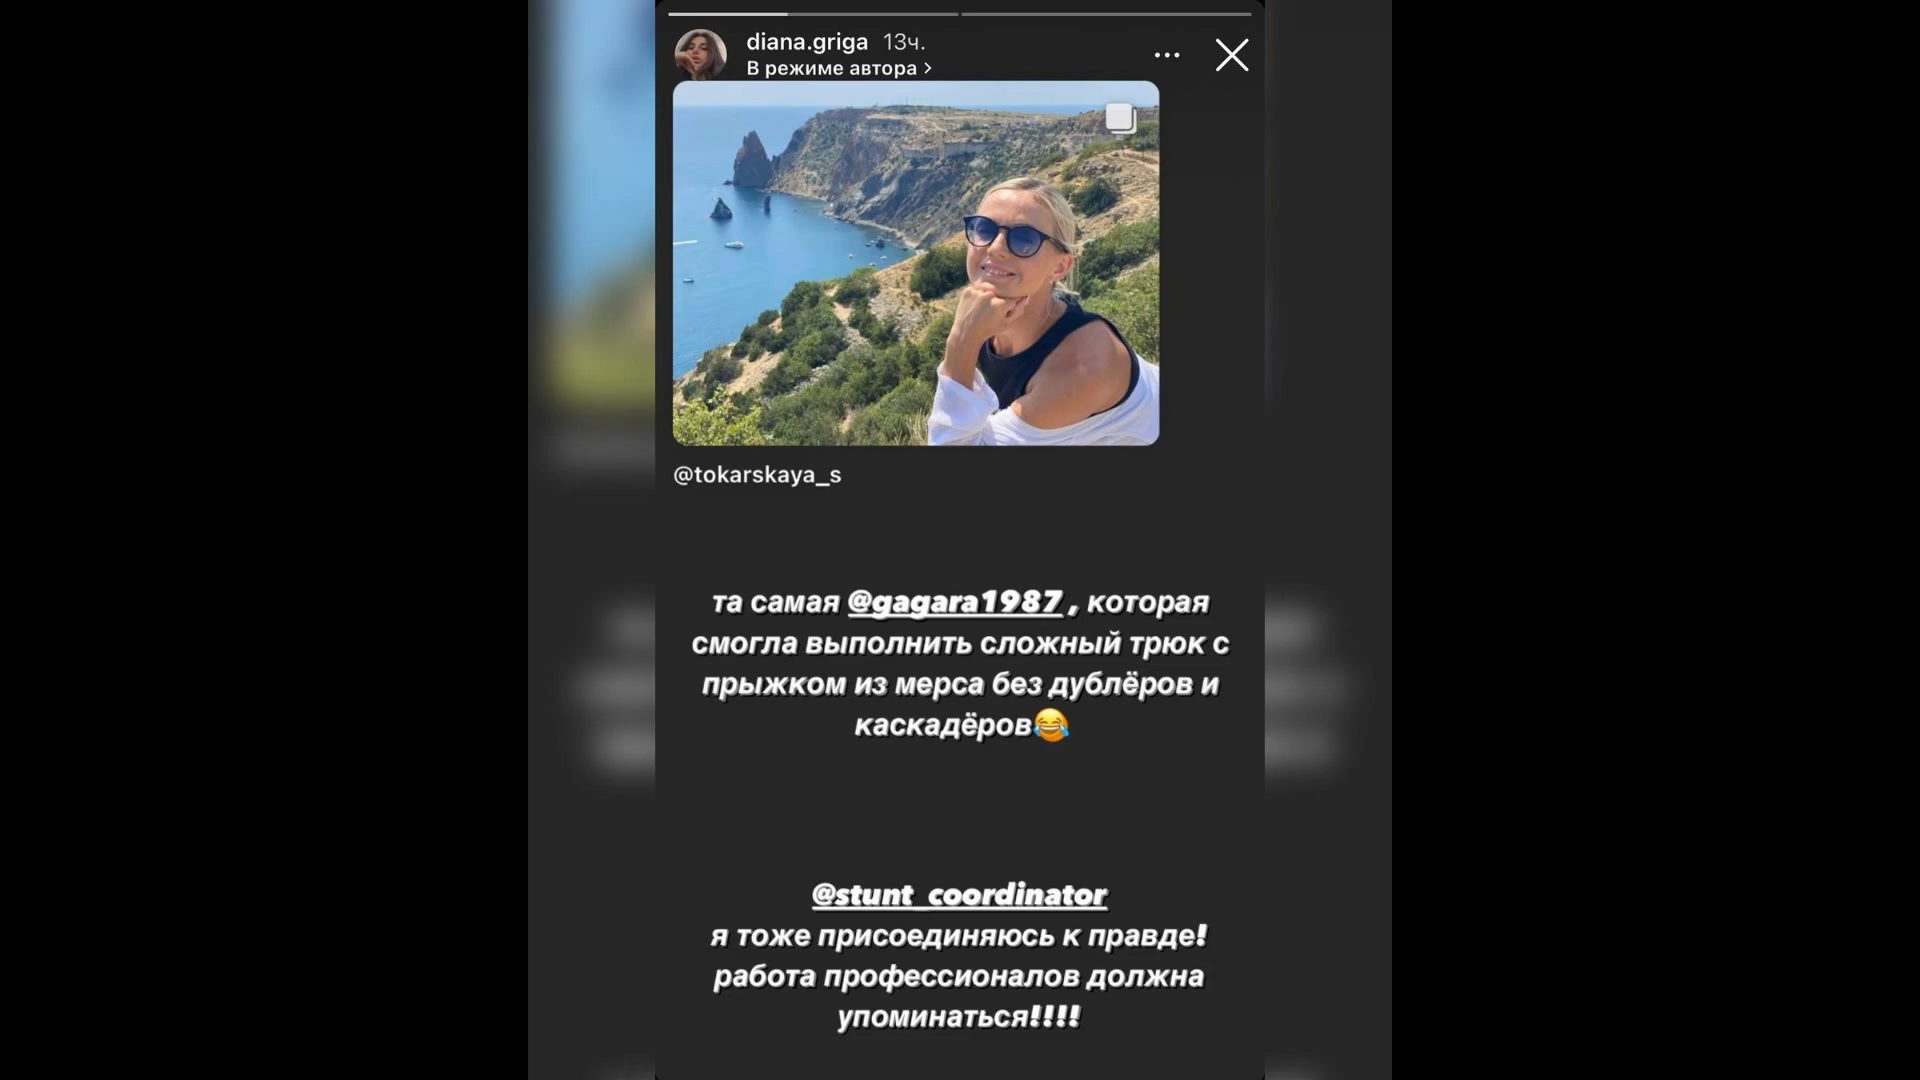 diana.griga 13ч.
В режиме автора >
@tokarskaya_s
та самая @gagara1987 , которая
смогла выполнить сложный трюк с
прыжком из мерса без дублёров и
каскадёров😂
@stunt_coordinator
я тоже присоединяюсь к правде!
работа профессионалов должна
упоминаться!!!!